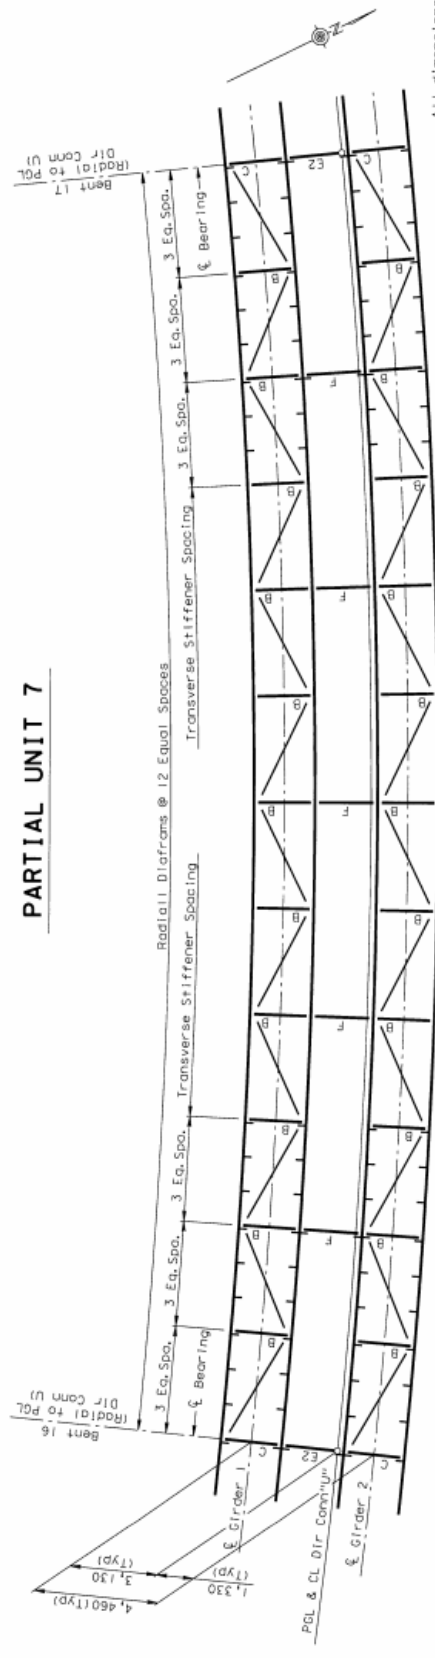 PARTIAL UNIT 7
Bent 16
(Radial to PGL
Dir Conn U)
Bent 17
(Radial to PGL
Dir Conn U)
Radiall Diaframs @ 12 Equal Spaces
3 Eq. Spa.
3 Eq. Spa.
3 Eq. Spa.
Transverse Stiffener Spacing
Transverse Stiffener Spacing
3 Eq. Spa.
3 Eq. Spa.
3 Eq. Spa.
℄ Bearing
℄ Bearing
N
4,460(Typ)
3,130
(Typ)
1,330
(Typ)
℄ Girder 1
PGL & CL Dir Conn"U"
℄ Girder 2
C
B
B
B
B
B
B
B
B
B
B
B
C
E2
F
F
F
F
F
E2
C
B
B
B
B
B
B
B
B
B
B
B
C